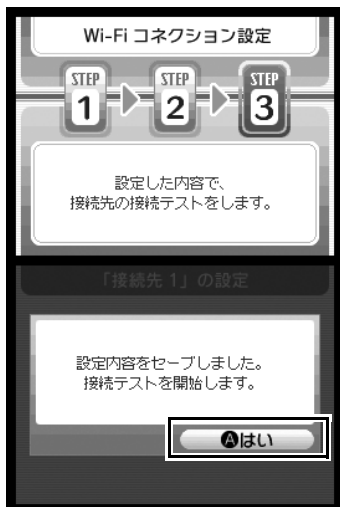 Wi-Fi コネクション設定
STEP 1 STEP 2 STEP 3
設定した内容で、
接続先の接続テストをします。
「接続先 1」の設定
設定内容をセーブしました。
接続テストを開始します。
Ⓐはい